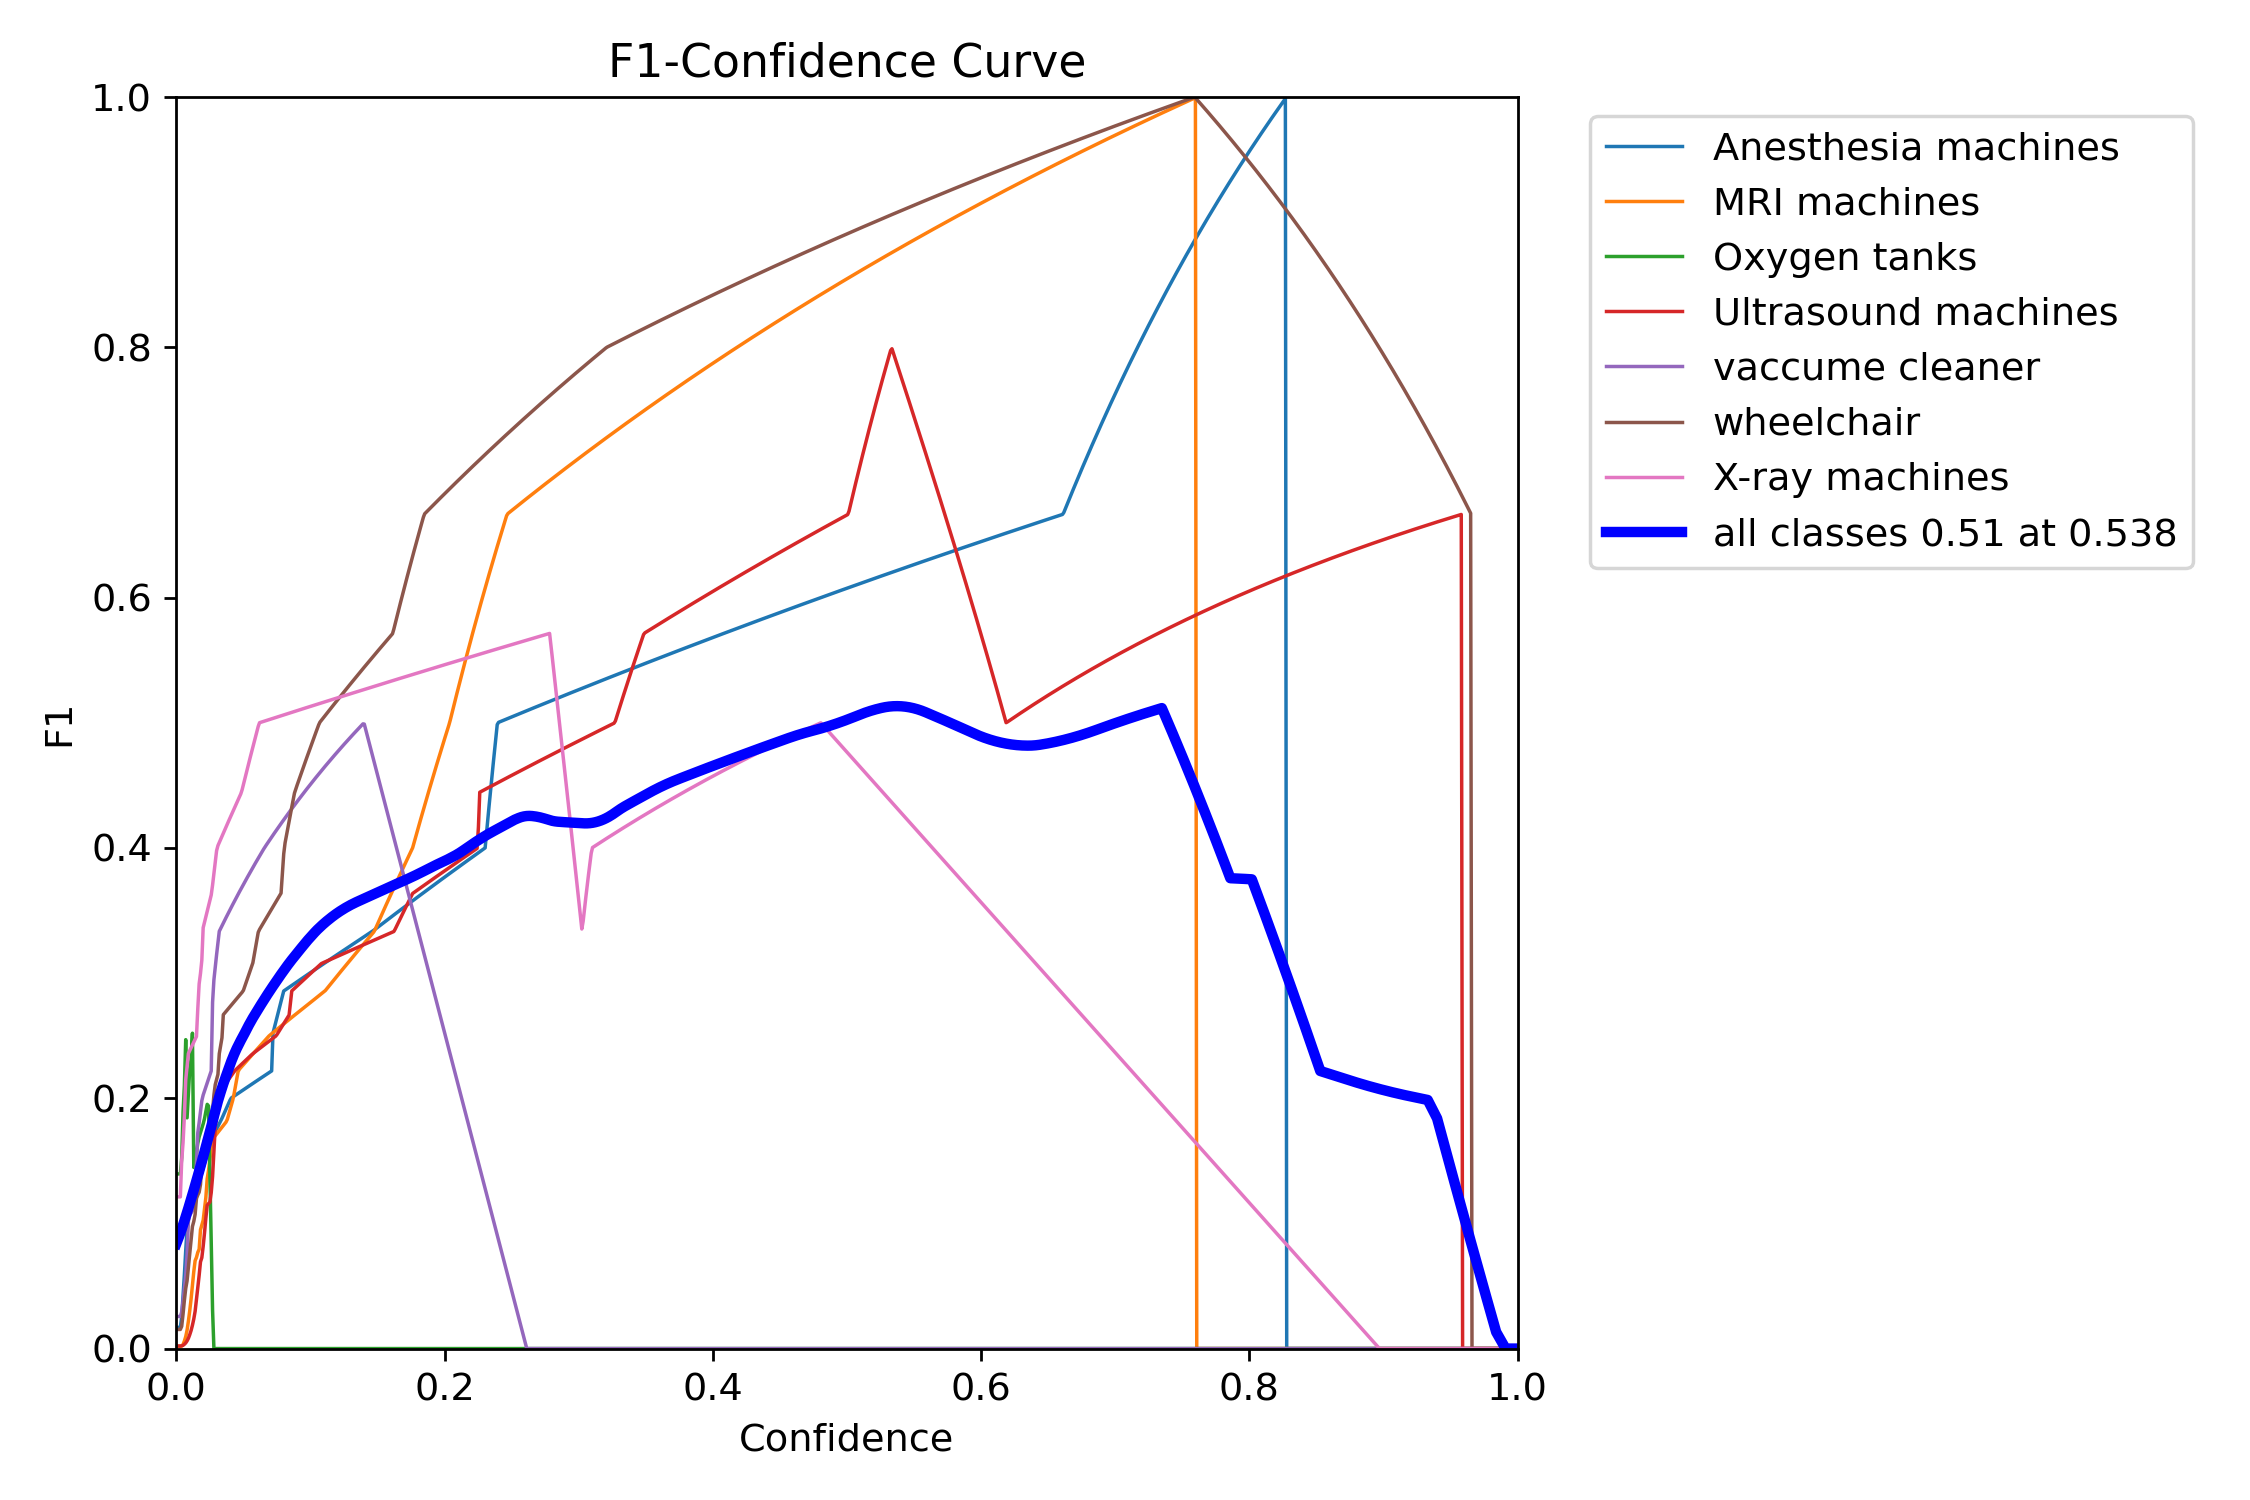 F1-Confidence Curve
1.0
0.8
0.6
0.4
0.2
0.0
F1
0.0 0.2 0.4 0.6 0.8 1.0
Confidence
Anesthesia machines
MRI machines
Oxygen tanks
Ultrasound machines
vaccume cleaner
wheelchair
X-ray machines
all classes 0.51 at 0.538